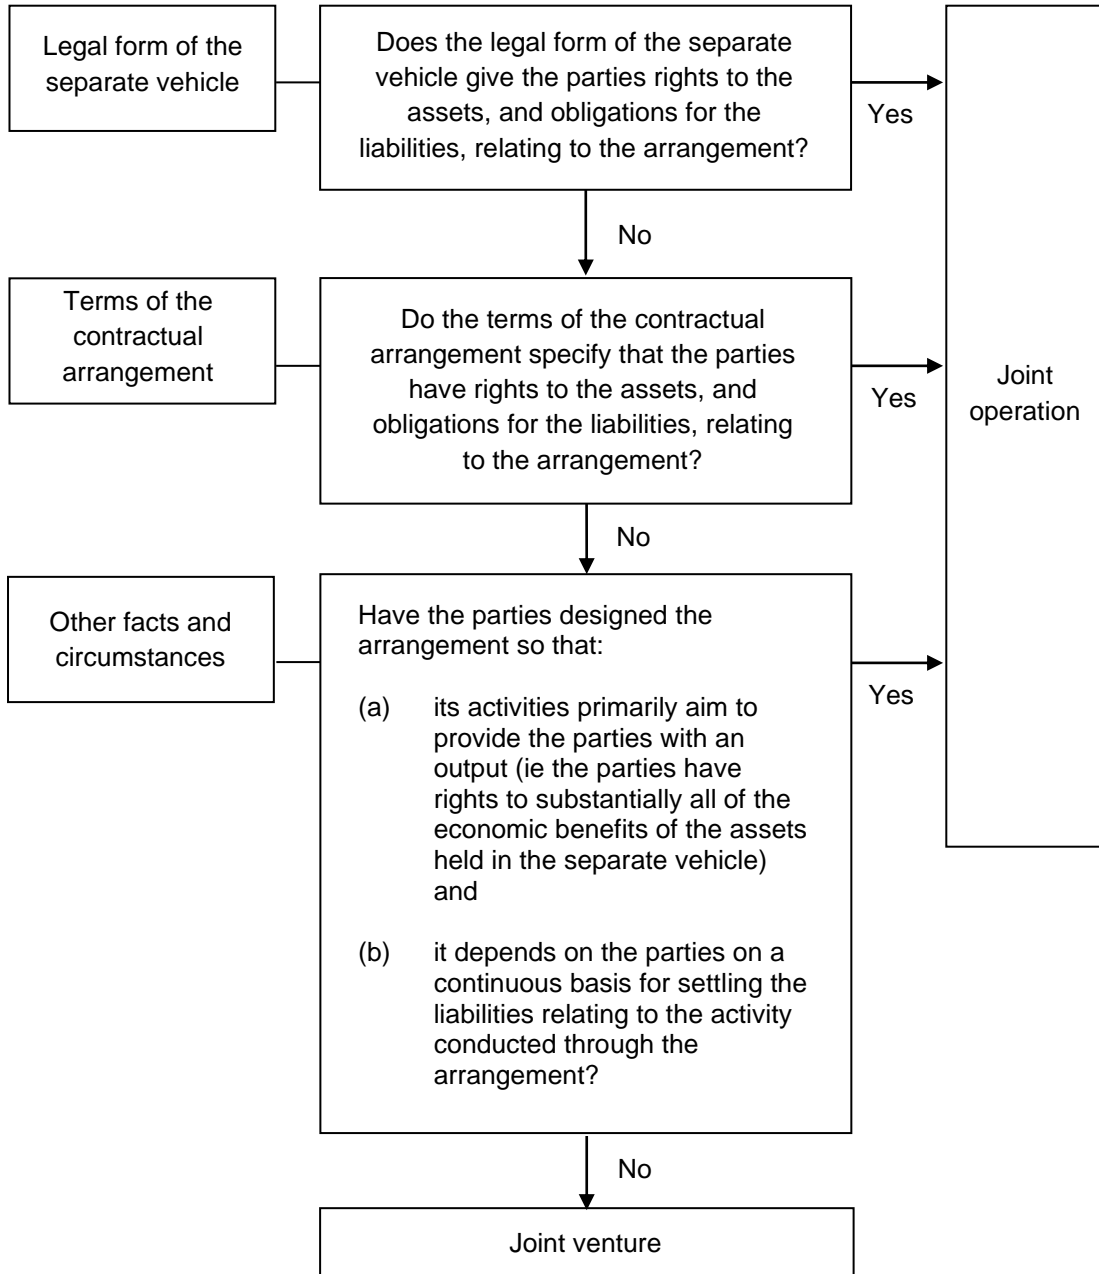 Legal form of the
separate vehicle
Does the legal form of the separate
vehicle give the parties rights to the
assets, and obligations for the
liabilities, relating to the arrangement?
Yes
No
Terms of the
contractual
arrangement
Do the terms of the contractual
arrangement specify that the parties
have rights to the assets, and
obligations for the liabilities, relating
to the arrangement?
Yes
Joint
operation
No
Other facts and
circumstances
Have the parties designed the
arrangement so that:
(a) its activities primarily aim to
provide the parties with an
output (ie the parties have
rights to substantially all of the
economic benefits of the assets
held in the separate vehicle)
and
(b) it depends on the parties on a
continuous basis for settling the
liabilities relating to the activity
conducted through the
arrangement?
Yes
No
Joint venture